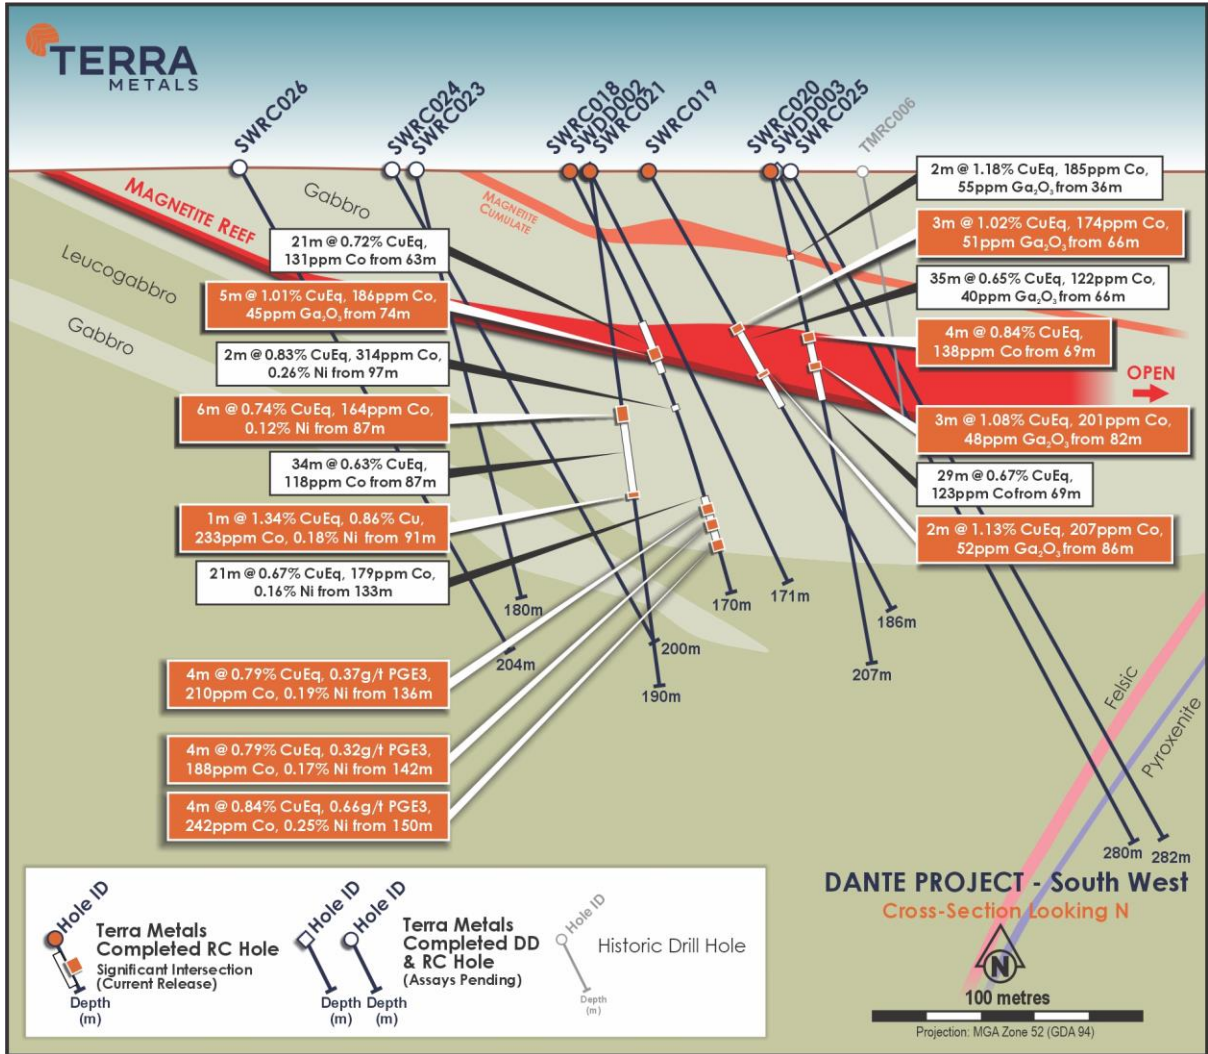 TERRA
METALS
SWRC026
SWRC024
SWRC023
SWRC018
SWDD002
SWRC021
SWRC019
SWRC020
SWDD003
SWRC025
TMRC006
MAGNETITE REEF
Gabbro
MAGNETITE
CUMULATE
Leucogabbro
Gabbro
21m @ 0.72% CuEq,
131ppm Co from 63m
5m @ 1.01% CuEq, 186ppm Co,
45ppm Ga₂O₃ from 74m
2m @ 0.83% CuEq, 314ppm Co,
0.26% Ni from 97m
6m @ 0.74% CuEq, 164ppm Co,
0.12% Ni from 87m
34m @ 0.63% CuEq,
118ppm Co from 87m
1m @ 1.34% CuEq, 0.86% Cu,
233ppm Co, 0.18% Ni from 91m
21m @ 0.67% CuEq, 179ppm Co,
0.16% Ni from 133m
4m @ 0.79% CuEq, 0.37g/t PGE3,
210ppm Co, 0.19% Ni from 136m
4m @ 0.79% CuEq, 0.32g/t PGE3,
188ppm Co, 0.17% Ni from 142m
4m @ 0.84% CuEq, 0.66g/t PGE3,
242ppm Co, 0.25% Ni from 150m
2m @ 1.18% CuEq, 185ppm Co,
55ppm Ga₂O₃ from 36m
3m @ 1.02% CuEq, 174ppm Co,
51ppm Ga₂O₃ from 66m
35m @ 0.65% CuEq, 122ppm Co,
40ppm Ga₂O₃ from 66m
4m @ 0.84% CuEq,
138ppm Co from 69m
OPEN
3m @ 1.08% CuEq, 201ppm Co,
48ppm Ga₂O₃ from 82m
29m @ 0.67% CuEq,
123ppm Co from 69m
2m @ 1.13% CuEq, 207ppm Co,
52ppm Ga₂O₃ from 86m
180m
204m
200m
190m
170m
171m
186m
207m
280m
282m
Felsic
Pyroxenite
DANTE PROJECT - South West
Cross-Section Looking N
N
100 metres
Projection: MGA Zone 52 (GDA 94)
Hole ID
Terra Metals
Completed RC Hole
Significant Intersection
(Current Release)
Depth
(m)
Hole ID
Hole ID
Terra Metals
Completed DD
& RC Hole
(Assays Pending)
Depth
(m)
Depth
(m)
Hole ID
Historic Drill Hole
Depth
(m)